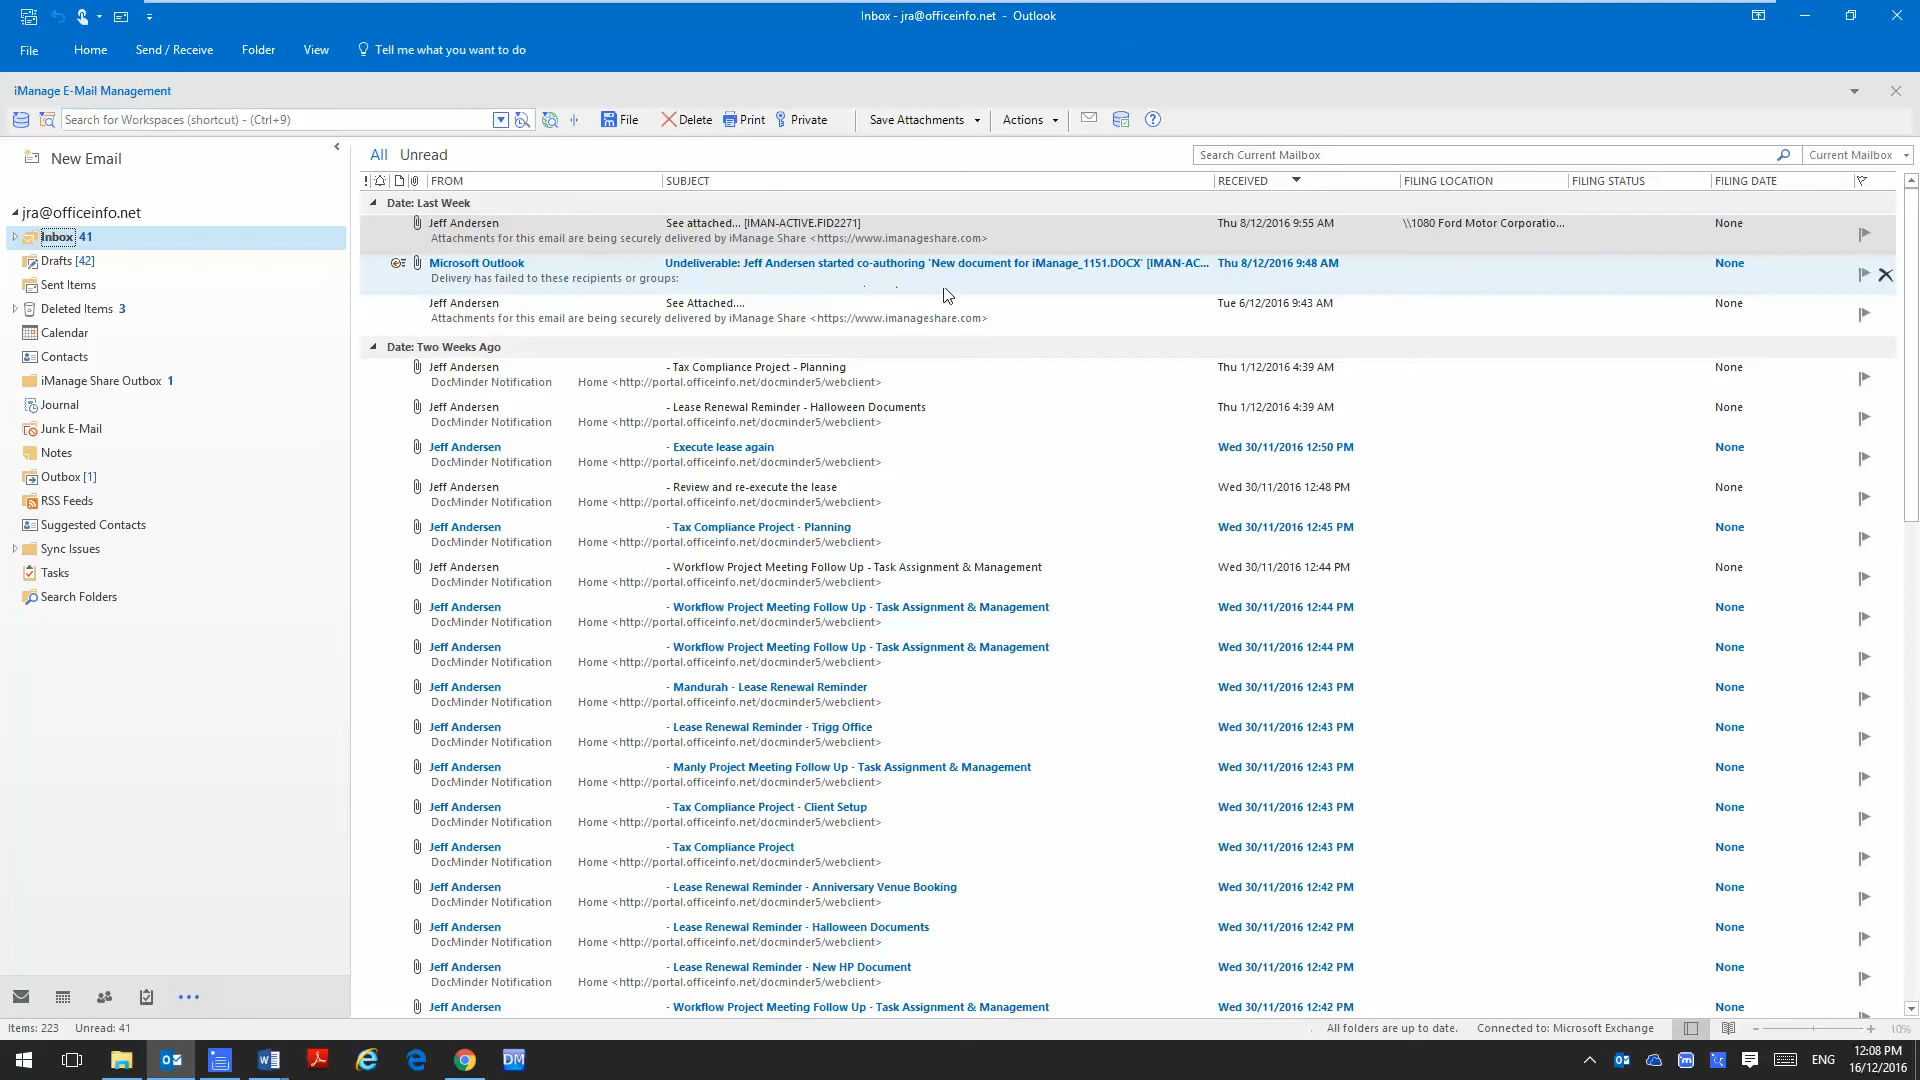 Inbox - jra@officeinfo.net - Outlook
File Home Send / Receive Folder View Tell me what you want to do
iManage E-Mail Management
Search for Workspaces (shortcut) - (Ctrl+9) File Delete Print Private Save Attachments Actions
New Email
All Unread Search Current Mailbox Current Mailbox
FROM SUBJECT RECEIVED FILING LOCATION FILING STATUS FILING DATE
jra@officeinfo.net
Inbox 41
Drafts [42]
Sent Items
Deleted Items 3
Calendar
Contacts
iManage Share Outbox 1
Journal
Junk E-Mail
Notes
Outbox [1]
RSS Feeds
Suggested Contacts
Sync Issues
Tasks
Search Folders
Date: Last Week
Jeff Andersen See attached... [IMAN-ACTIVE.FID2271] Thu 8/12/2016 9:55 AM \\1080 Ford Motor Corporatio... None
Attachments for this email are being securely delivered by iManage Share <https://www.imanageshare.com>
Microsoft Outlook Undeliverable: Jeff Andersen started co-authoring 'New document for iManage_1151.DOCX' [IMAN-AC... Thu 8/12/2016 9:48 AM None
Delivery has failed to these recipients or groups:
Jeff Andersen See Attached.... Tue 6/12/2016 9:43 AM None
Attachments for this email are being securely delivered by iManage Share <https://www.imanageshare.com>
Date: Two Weeks Ago
Jeff Andersen - Tax Compliance Project - Planning Thu 1/12/2016 4:39 AM None
DocMinder Notification Home <http://portal.officeinfo.net/docminder5/webclient>
Jeff Andersen - Lease Renewal Reminder - Halloween Documents Thu 1/12/2016 4:39 AM None
DocMinder Notification Home <http://portal.officeinfo.net/docminder5/webclient>
Jeff Andersen - Execute lease again Wed 30/11/2016 12:50 PM None
DocMinder Notification Home <http://portal.officeinfo.net/docminder5/webclient>
Jeff Andersen - Review and re-execute the lease Wed 30/11/2016 12:48 PM None
DocMinder Notification Home <http://portal.officeinfo.net/docminder5/webclient>
Jeff Andersen - Tax Compliance Project - Planning Wed 30/11/2016 12:45 PM None
DocMinder Notification Home <http://portal.officeinfo.net/docminder5/webclient>
Jeff Andersen - Workflow Project Meeting Follow Up - Task Assignment & Management Wed 30/11/2016 12:44 PM None
DocMinder Notification Home <http://portal.officeinfo.net/docminder5/webclient>
Jeff Andersen - Workflow Project Meeting Follow Up - Task Assignment & Management Wed 30/11/2016 12:44 PM None
DocMinder Notification Home <http://portal.officeinfo.net/docminder5/webclient>
Jeff Andersen - Workflow Project Meeting Follow Up - Task Assignment & Management Wed 30/11/2016 12:44 PM None
DocMinder Notification Home <http://portal.officeinfo.net/docminder5/webclient>
Jeff Andersen - Mandurah - Lease Renewal Reminder Wed 30/11/2016 12:43 PM None
DocMinder Notification Home <http://portal.officeinfo.net/docminder5/webclient>
Jeff Andersen - Lease Renewal Reminder - Trigg Office Wed 30/11/2016 12:43 PM None
DocMinder Notification Home <http://portal.officeinfo.net/docminder5/webclient>
Jeff Andersen - Manly Project Meeting Follow Up - Task Assignment & Management Wed 30/11/2016 12:43 PM None
DocMinder Notification Home <http://portal.officeinfo.net/docminder5/webclient>
Jeff Andersen - Tax Compliance Project - Client Setup Wed 30/11/2016 12:43 PM None
DocMinder Notification Home <http://portal.officeinfo.net/docminder5/webclient>
Jeff Andersen - Tax Compliance Project Wed 30/11/2016 12:43 PM None
DocMinder Notification Home <http://portal.officeinfo.net/docminder5/webclient>
Jeff Andersen - Lease Renewal Reminder - Anniversary Venue Booking Wed 30/11/2016 12:42 PM None
DocMinder Notification Home <http://portal.officeinfo.net/docminder5/webclient>
Jeff Andersen - Lease Renewal Reminder - Halloween Documents Wed 30/11/2016 12:42 PM None
DocMinder Notification Home <http://portal.officeinfo.net/docminder5/webclient>
Jeff Andersen - Lease Renewal Reminder - New HP Document Wed 30/11/2016 12:42 PM None
DocMinder Notification Home <http://portal.officeinfo.net/docminder5/webclient>
Jeff Andersen - Workflow Project Meeting Follow Up - Task Assignment & Management Wed 30/11/2016 12:42 PM None
Items: 223 Unread: 41 All folders are up to date. Connected to: Microsoft Exchange 10%
DM ENG 12:08 PM
16/12/2016